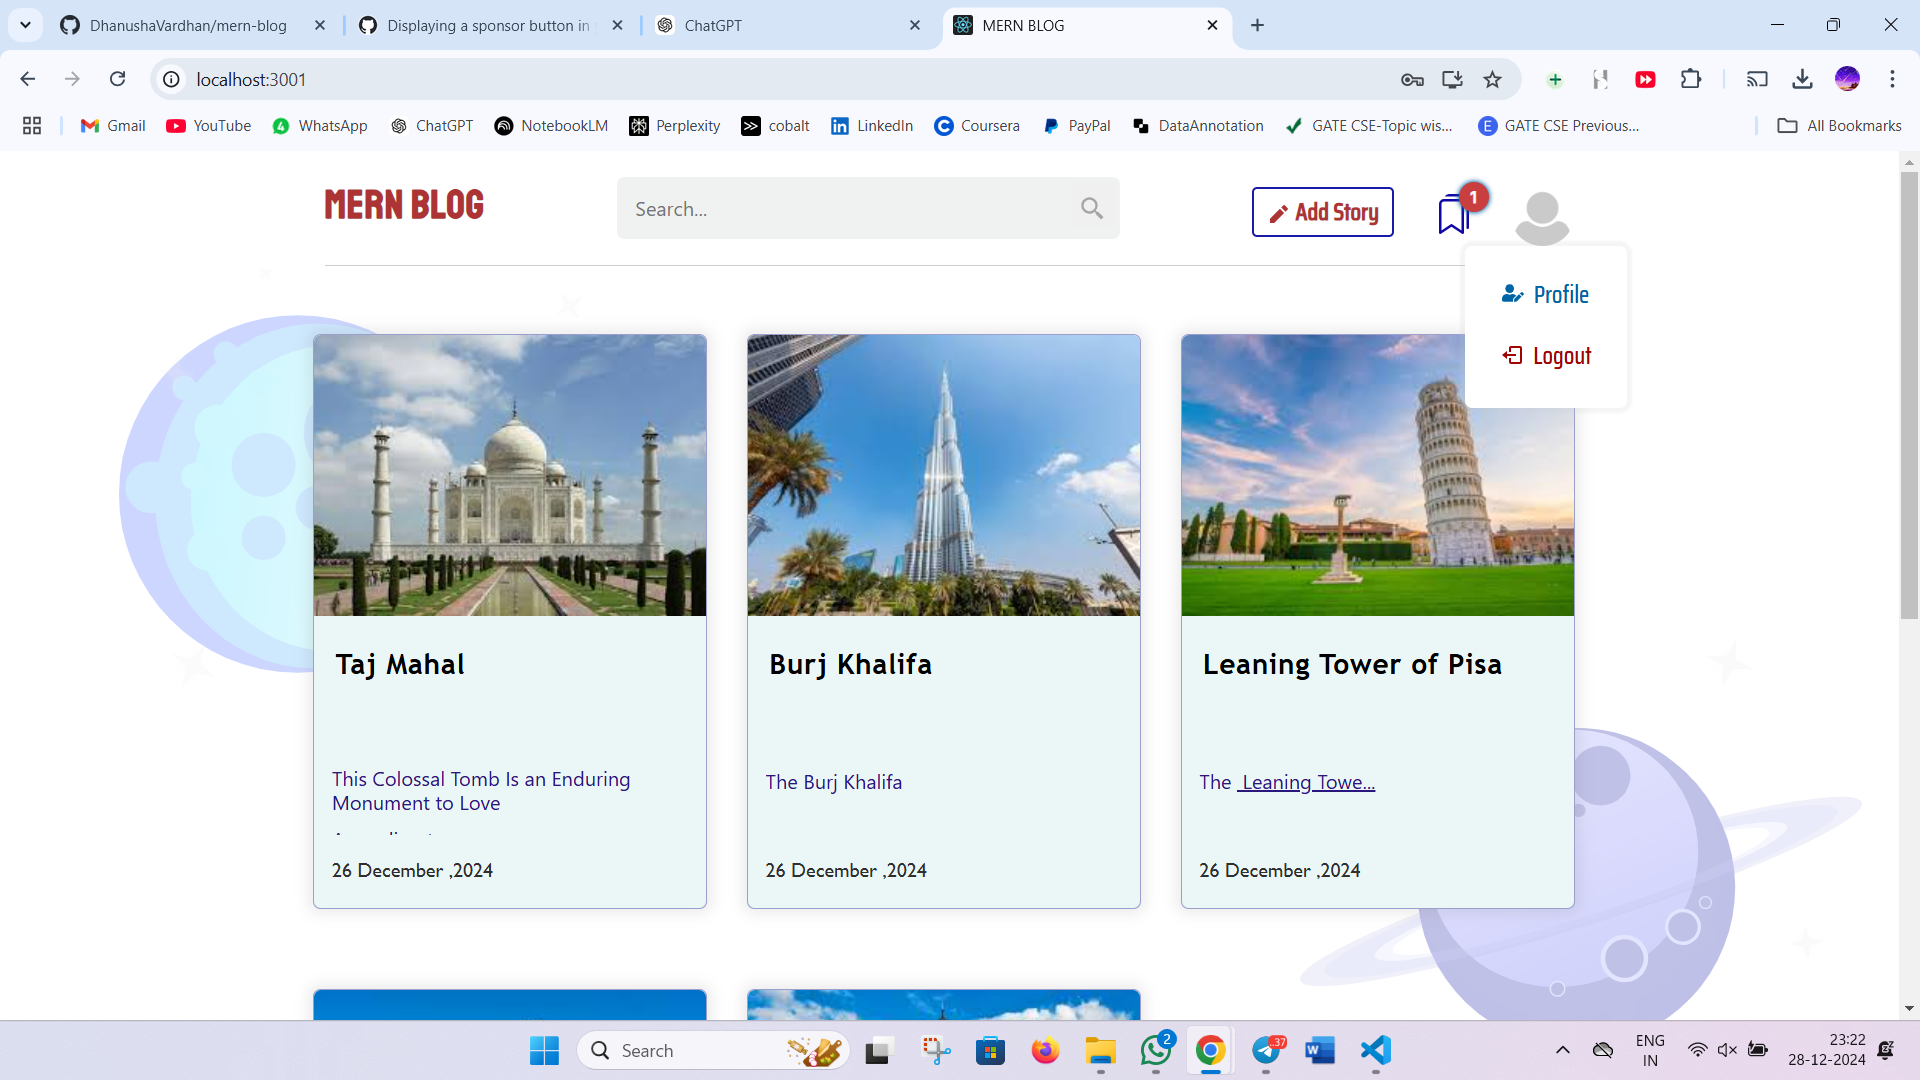 DhanushaVardhan/mern-blog
Displaying a sponsor button in
ChatGPT
MERN BLOG
localhost:3001
Gmail
YouTube
WhatsApp
ChatGPT
NotebookLM
Perplexity
cobalt
LinkedIn
Coursera
PayPal
DataAnnotation
GATE CSE-Topic wis...
GATE CSE Previous...
All Bookmarks
MERN BLOG
Search...
Add Story
1
Profile
Logout
Taj Mahal
This Colossal Tomb Is an Enduring
Monument to Love
26 December ,2024
Burj Khalifa
The Burj Khalifa
26 December ,2024
Leaning Tower of Pisa
The Leaning Towe...
26 December ,2024
Search
2
.37
ENG
IN
23:22
28-12-2024